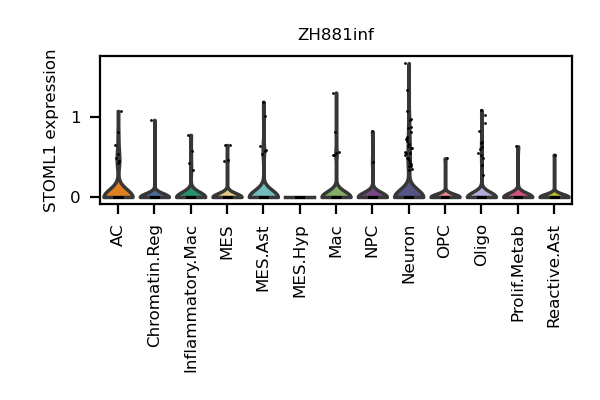 ZH881inf
STOML1 expression
1
0
AC
Chromatin.Reg
Inflammatory.Mac
MES
MES.Ast
MES.Hyp
Mac
NPC
Neuron
OPC
Oligo
Prolif.Metab
Reactive.Ast